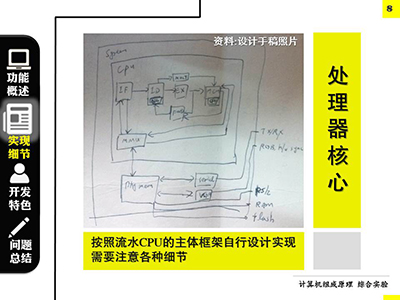 8
资料:设计手稿照片
功能
概述
实现
细节
开发
特色
问题
总结
System
Cpu
IF
ID
EX
mmu
Phy mem
serial
VGA
TX/RX
Rom
flash
处理器核心
按照流水CPU的主体框架自行设计实现
需要注意各种细节
计算机组成原理 综合实验